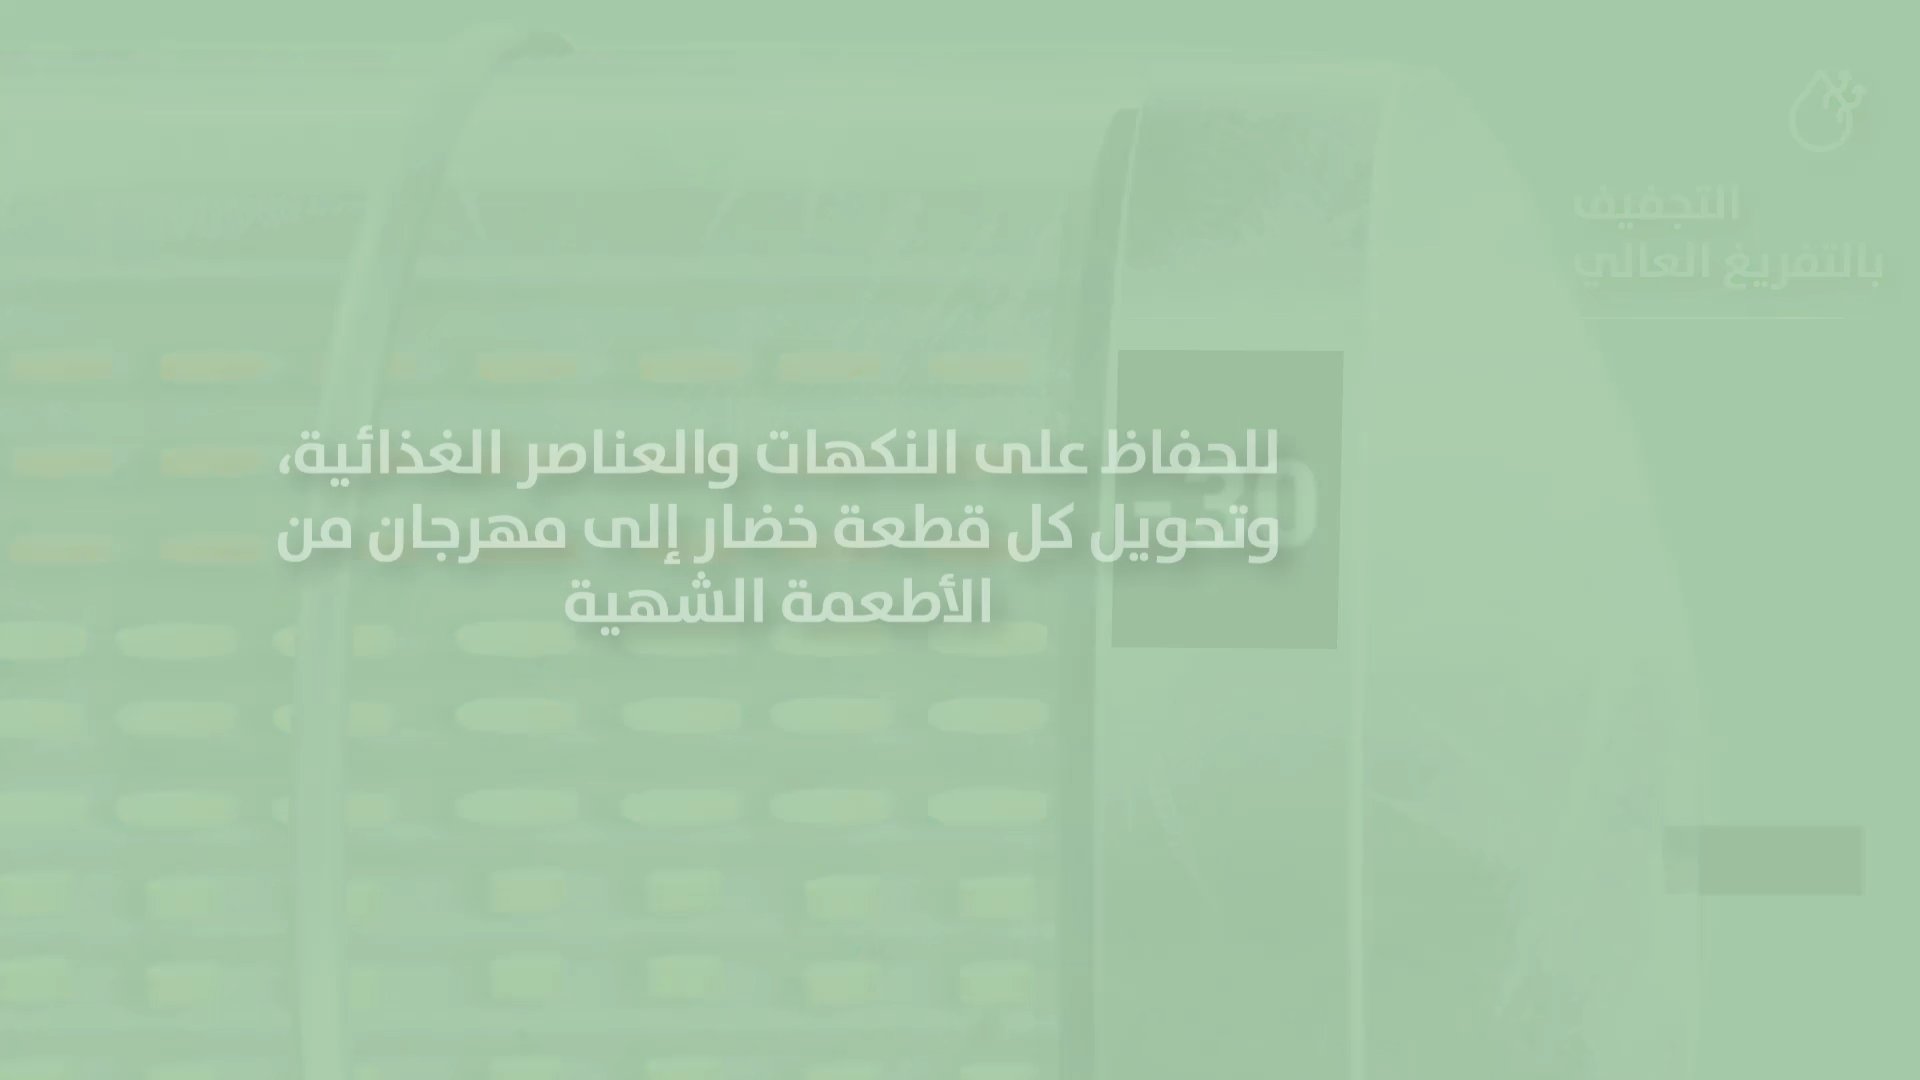 التجفيف
بالتفريغ العالي
للحفاظ على النكهات والعناصر الغذائية،
وتحويل كل قطعة خضار إلى مهرجان من
الأطعمة الشهية
-30